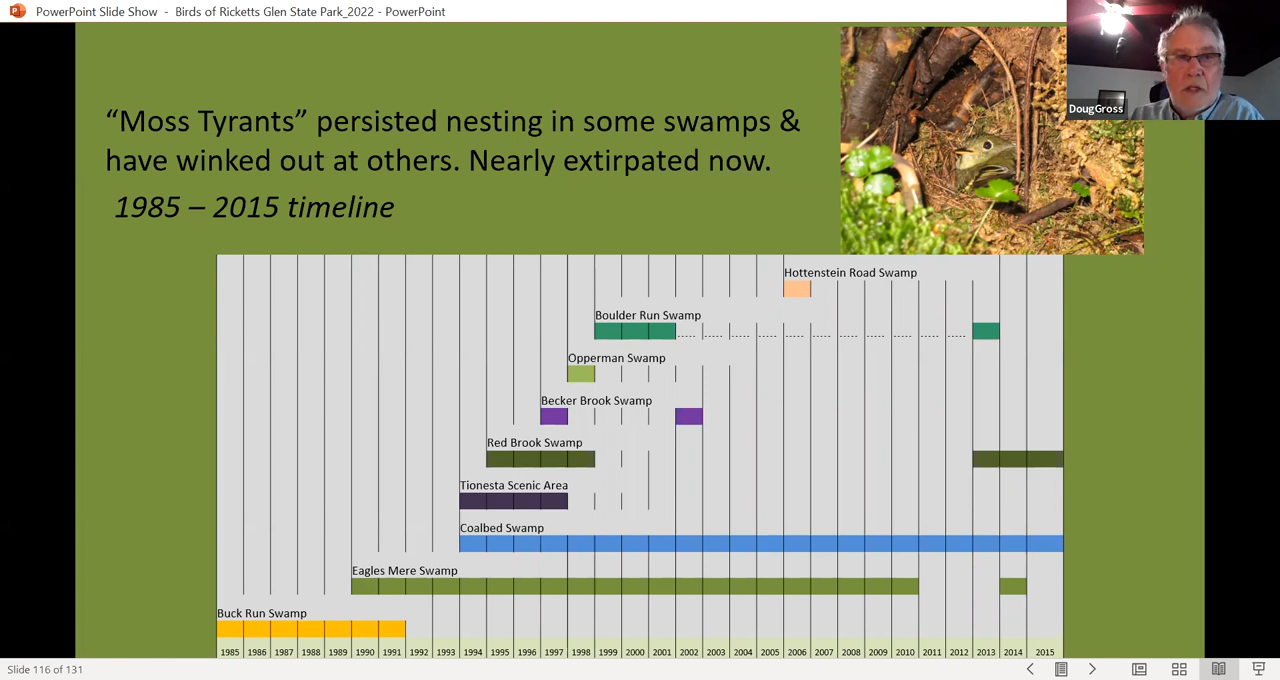 PowerPoint Slide Show - Birds of Ricketts Glen State Park_2022 - PowerPoint
DougGross
“Moss Tyrants” persisted nesting in some swamps &
have winked out at others. Nearly extirpated now.
1985 – 2015 timeline
Hottenstein Road Swamp
Boulder Run Swamp
Opperman Swamp
Becker Brook Swamp
Red Brook Swamp
Tionesta Scenic Area
Coalbed Swamp
Eagles Mere Swamp
Buck Run Swamp
1985 1986 1987 1988 1989 1990 1991 1992 1993 1994 1995 1996 1997 1998 1999 2000 2001 2002 2003 2004 2005 2006 2007 2008 2009 2010 2011 2012 2013 2014 2015
Slide 116 of 131